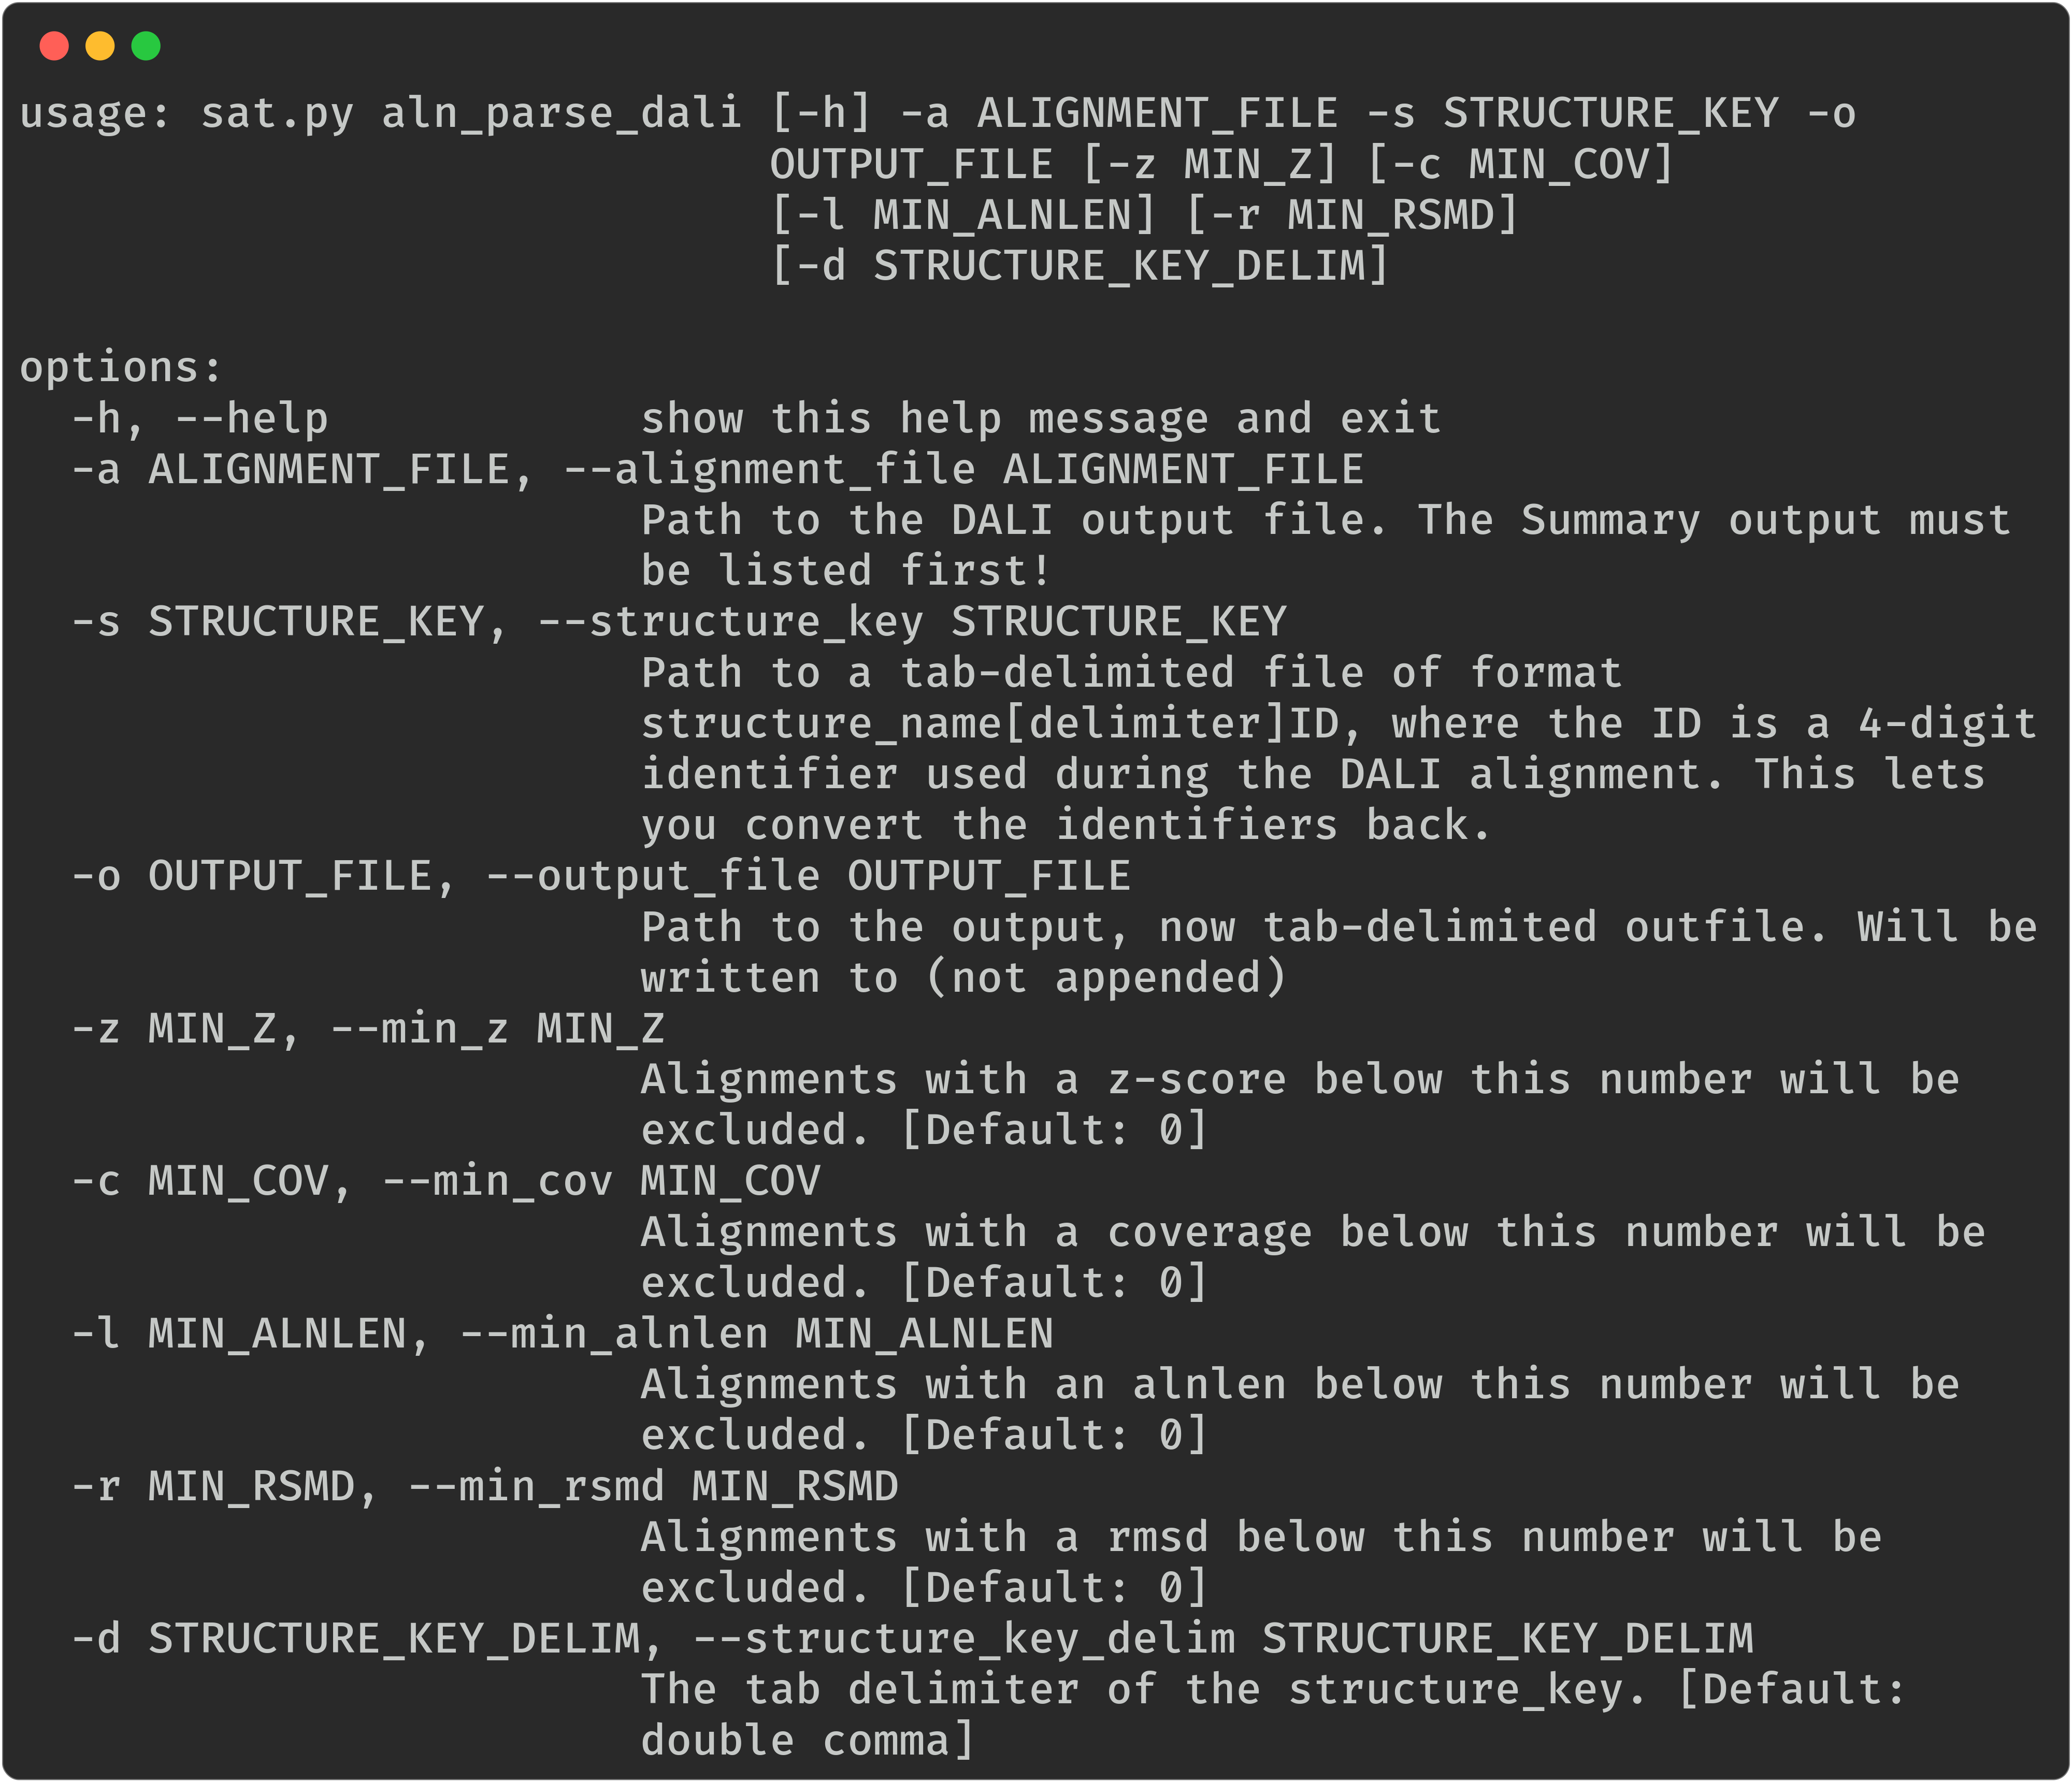 usage: sat.py aln_parse_dali [-h] -a ALIGNMENT_FILE -s STRUCTURE_KEY -o
OUTPUT_FILE [-z MIN_Z] [-c MIN_COV]
[-l MIN_ALNLEN] [-r MIN_RSMD]
[-d STRUCTURE_KEY_DELIM]
options:
-h, --help show this help message and exit
-a ALIGNMENT_FILE, --alignment_file ALIGNMENT_FILE
Path to the DALI output file. The Summary output must
be listed first!
-s STRUCTURE_KEY, --structure_key STRUCTURE_KEY
Path to a tab-delimited file of format
structure_name[delimiter]ID, where the ID is a 4-digit
identifier used during the DALI alignment. This lets
you convert the identifiers back.
-o OUTPUT_FILE, --output_file OUTPUT_FILE
Path to the output, now tab-delimited outfile. Will be
written to (not appended)
-z MIN_Z, --min_z MIN_Z
Alignments with a z-score below this number will be
excluded. [Default: 0]
-c MIN_COV, --min_cov MIN_COV
Alignments with a coverage below this number will be
excluded. [Default: 0]
-l MIN_ALNLEN, --min_alnlen MIN_ALNLEN
Alignments with an alnlen below this number will be
excluded. [Default: 0]
-r MIN_RSMD, --min_rsmd MIN_RSMD
Alignments with a rmsd below this number will be
excluded. [Default: 0]
-d STRUCTURE_KEY_DELIM, --structure_key_delim STRUCTURE_KEY_DELIM
The tab delimiter of the structure_key. [Default:
double comma]